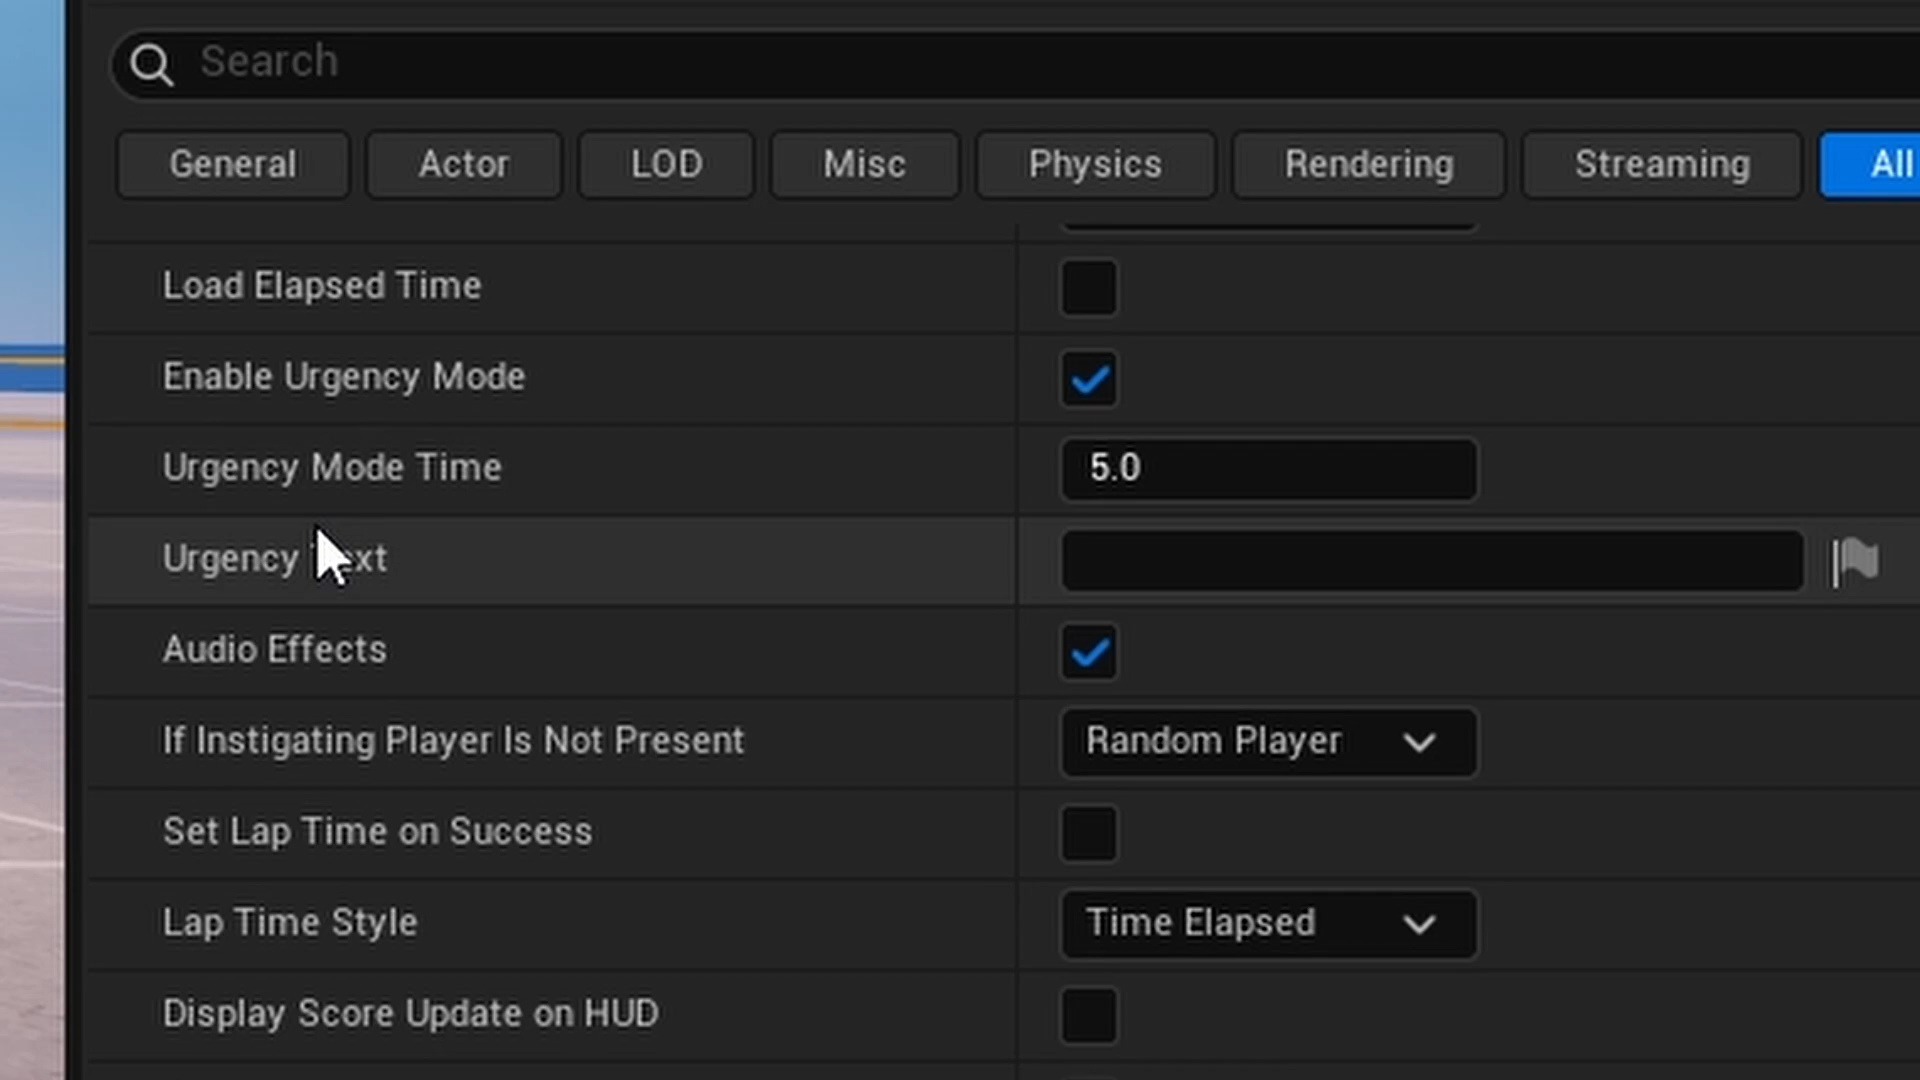 Search
General Actor LOD Misc Physics Rendering Streaming All
Load Elapsed Time
Enable Urgency Mode
Urgency Mode Time 5.0
Urgency Text
Audio Effects
If Instigating Player Is Not Present Random Player
Set Lap Time on Success
Lap Time Style Time Elapsed
Display Score Update on HUD